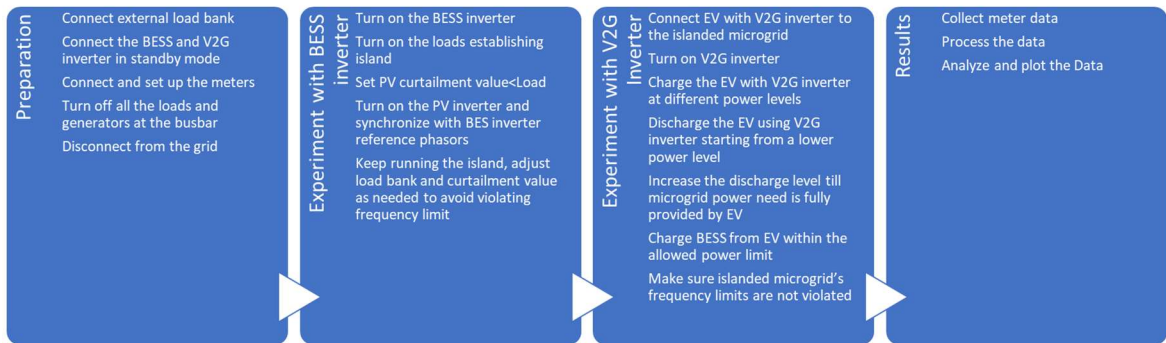 Preparation
Connect external load bank
Connect the BESS and V2G
inverter in standby mode
Connect and set up the meters
Turn off all the loads and
generators at the busbar
Disconnect from the grid
Experiment with BESS
inverter
Turn on the BESS inverter
Turn on the loads establishing
island
Set PV curtailment value<Load
Turn on the PV inverter and
synchronize with BES inverter
reference phasors
Keep running the island, adjust
load bank and curtailment value
as needed to avoid violating
frequency limit
Experiment with V2G
Inverter
Connect EV with V2G inverter to
the islanded microgrid
Turn on V2G inverter
Charge the EV with V2G inverter
at different power levels
Discharge the EV using V2G
inverter starting from a lower
power level
Increase the discharge level till
microgrid power need is fully
provided by EV
Charge BESS from EV within the
allowed power limit
Make sure islanded microgrid's
frequency limits are not violated
Results
Collect meter data
Process the data
Analyze and plot the Data